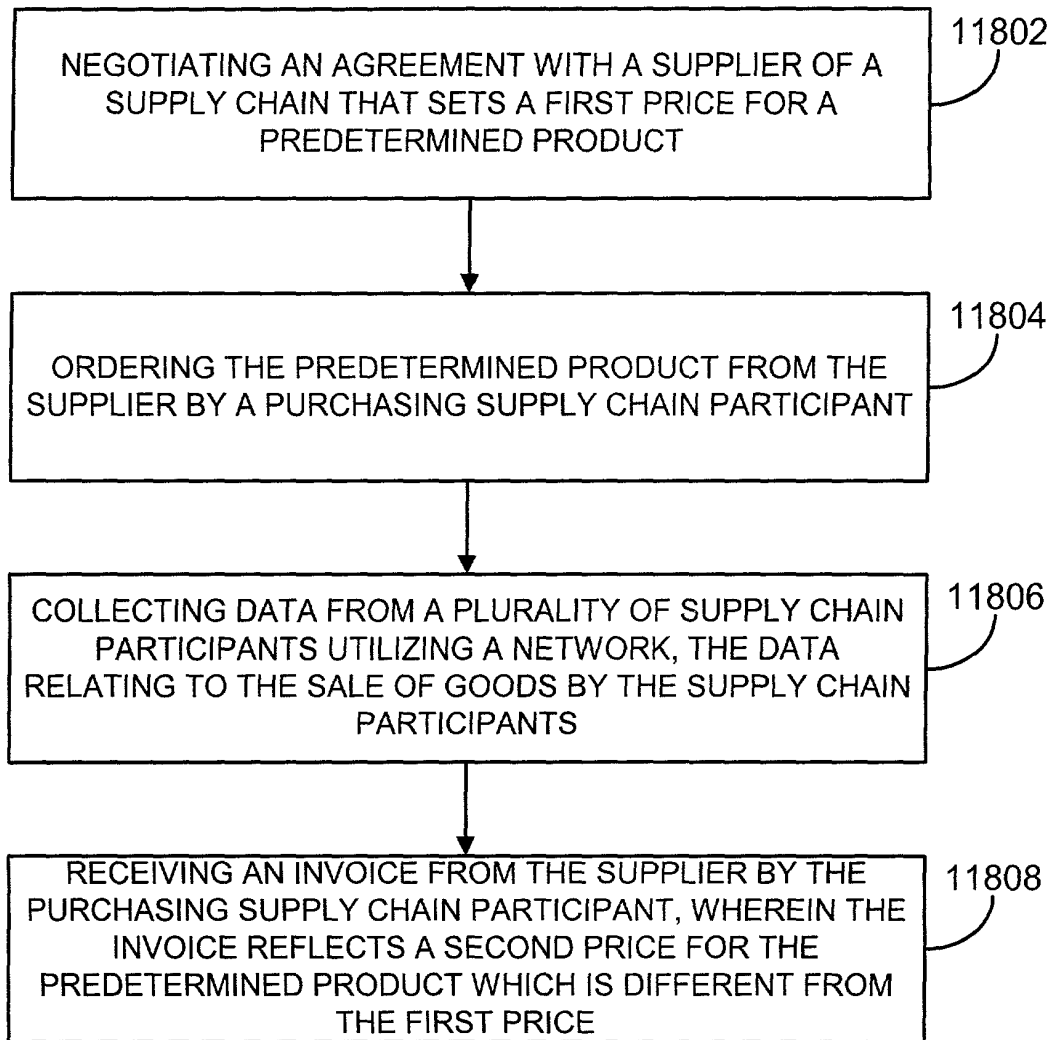 11802
NEGOTIATING AN AGREEMENT WITH A SUPPLIER OF A
SUPPLY CHAIN THAT SETS A FIRST PRICE FOR A
PREDETERMINED PRODUCT
11804
ORDERING THE PREDETERMINED PRODUCT FROM THE
SUPPLIER BY A PURCHASING SUPPLY CHAIN PARTICIPANT
11806
COLLECTING DATA FROM A PLURALITY OF SUPPLY CHAIN
PARTICIPANTS UTILIZING A NETWORK, THE DATA
RELATING TO THE SALE OF GOODS BY THE SUPPLY CHAIN
PARTICIPANTS
11808
RECEIVING AN INVOICE FROM THE SUPPLIER BY THE
PURCHASING SUPPLY CHAIN PARTICIPANT, WHEREIN THE
INVOICE REFLECTS A SECOND PRICE FOR THE
PREDETERMINED PRODUCT WHICH IS DIFFERENT FROM
THE FIRST PRICE